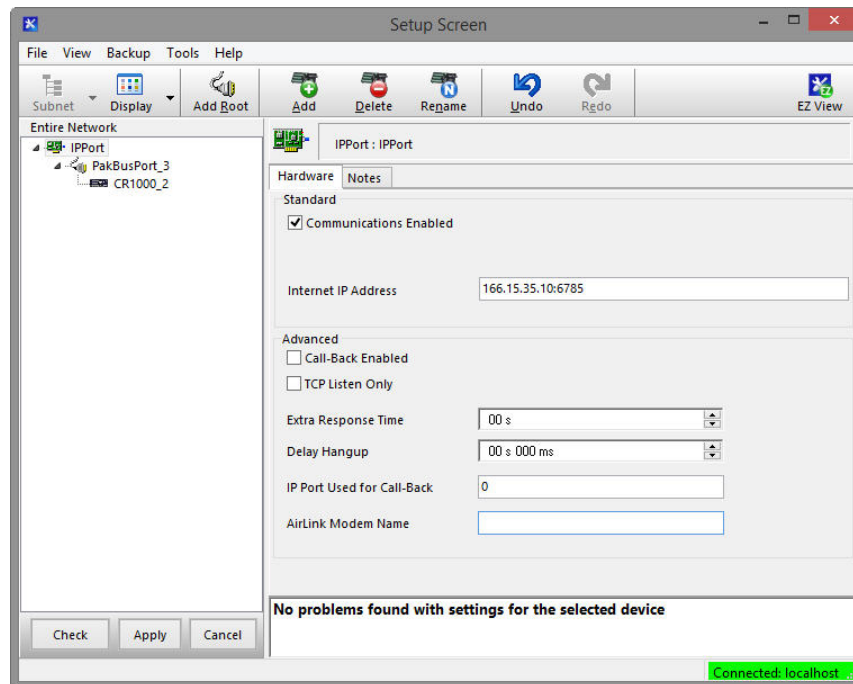 Setup Screen
File View Backup Tools Help
Subnet Display Add Root Add Delete Rename Undo Redo EZ View
Entire Network
IPPort
PakBusPort_3
CR1000_2
IPPort : IPPort
Hardware Notes
Standard
Communications Enabled
Internet IP Address 166.15.35.10:6785
Advanced
Call-Back Enabled
TCP Listen Only
Extra Response Time 00 s
Delay Hangup 00 s 000 ms
IP Port Used for Call-Back 0
AirLink Modem Name
No problems found with settings for the selected device
Check Apply Cancel
Connected: localhost